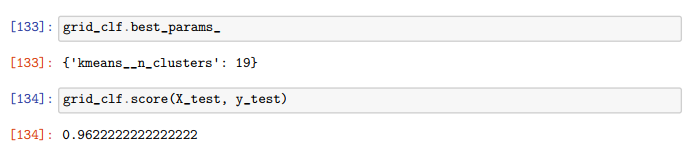 [133]: grid_clf.best_params_
[133]: {'kmeans__n_clusters': 19}
[134]: grid_clf.score(X_test, y_test)
[134]: 0.9622222222222222